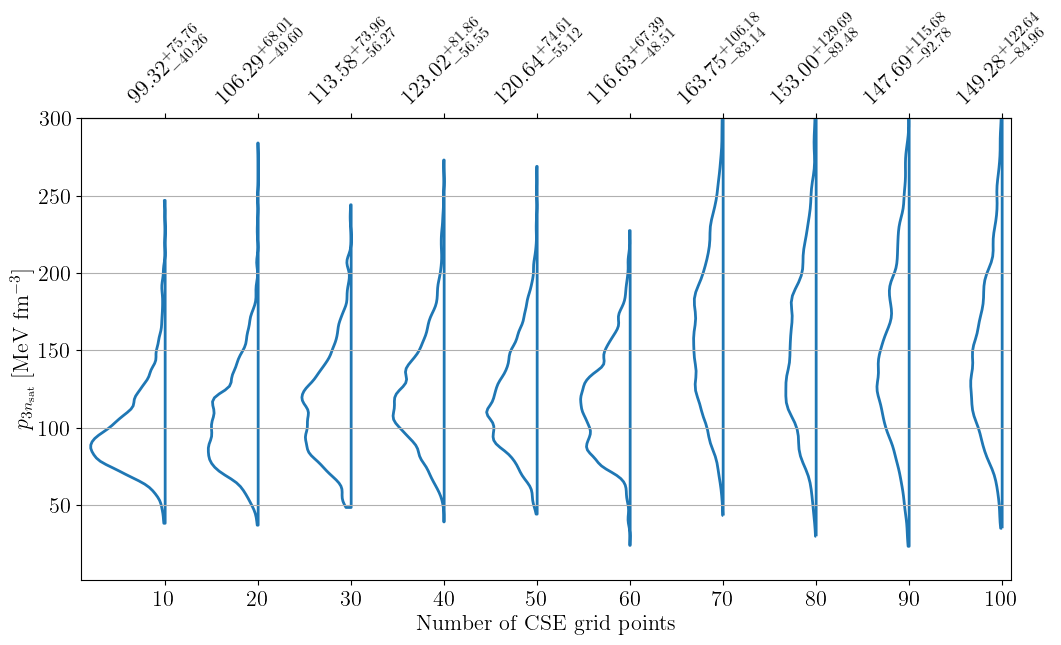 99.32^{+75.76}_{-40.26} 106.29^{+68.01}_{-49.60} 113.58^{+73.96}_{-56.27} 123.02^{+81.86}_{-56.55} 120.64^{+74.61}_{-55.12} 116.63^{+67.39}_{-48.51} 163.75^{+106.18}_{-83.14} 153.00^{+129.69}_{-89.48} 147.69^{+115.68}_{-92.78} 149.28^{+122.64}_{-84.96}
p_{3n_{sat}} [MeV fm^{-3}]
300
250
200
150
100
50
10 20 30 40 50 60 70 80 90 100
Number of CSE grid points